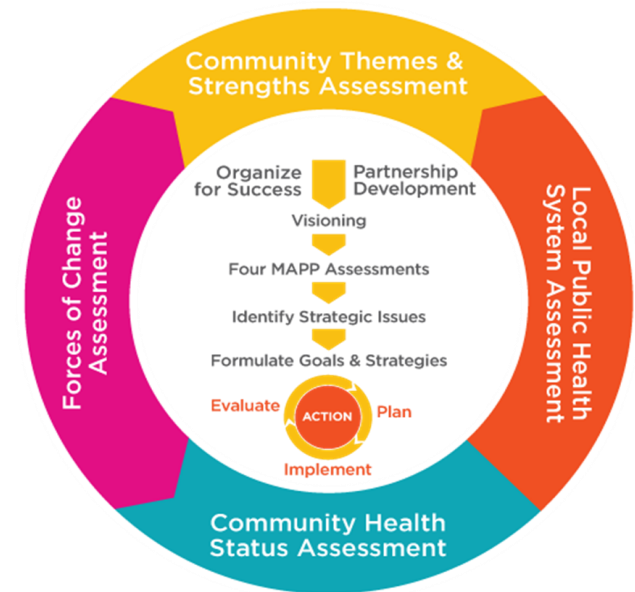 Community Themes &
Strengths Assessment
Local Public Health
System Assessment
Community Health
Status Assessment
Forces of Change
Assessment
Organize
for Success
Partnership
Development
Visioning
Four MAPP Assessments
Identify Strategic Issues
Formulate Goals & Strategies
Evaluate
ACTION
Plan
Implement